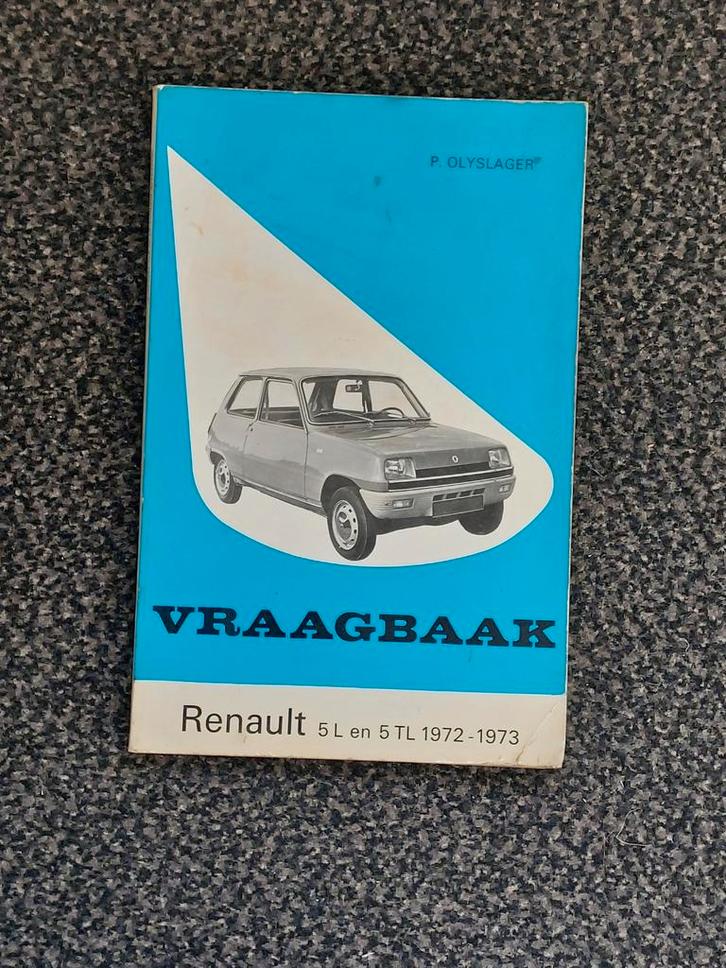 P. OLYSLAGER
VRAAGBAAK
Renault 5 L en 5 TL 1972-1973